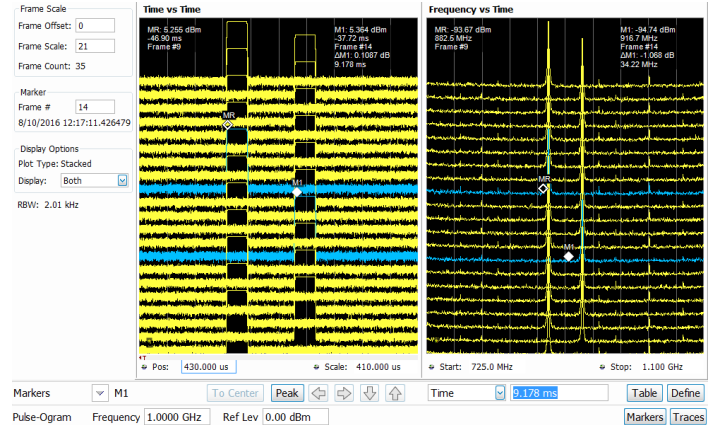 Frame Scale
Frame Offset: 0
Frame Scale: 21
Frame Count: 35
Marker
Frame # 14
8/10/2016 12:17:11.426479
Display Options
Plot Type: Stacked
Display: Both
RBW: 2.01 kHz
Time vs Time
MR: 5.255 dBm
-46.90 ms
Frame #9
M1: 5.364 dBm
-37.72 ms
Frame #14
ΔM1: 0.1087 dB
9.178 ms
MR
M1
Pos: 430.000 us
Scale: 410.000 us
Frequency vs Time
MR: -93.67 dBm
882.5 MHz
Frame #9
M1: -94.74 dBm
916.7 MHz
Frame #14
ΔM1: -1.068 dB
34.22 MHz
MR
M1
Start: 725.0 MHz
Stop: 1.100 GHz
Markers M1 To Center Peak Time 9.178 ms Table Define
Pulse-Ogram Frequency 1.0000 GHz Ref Lev 0.00 dBm Markers Traces